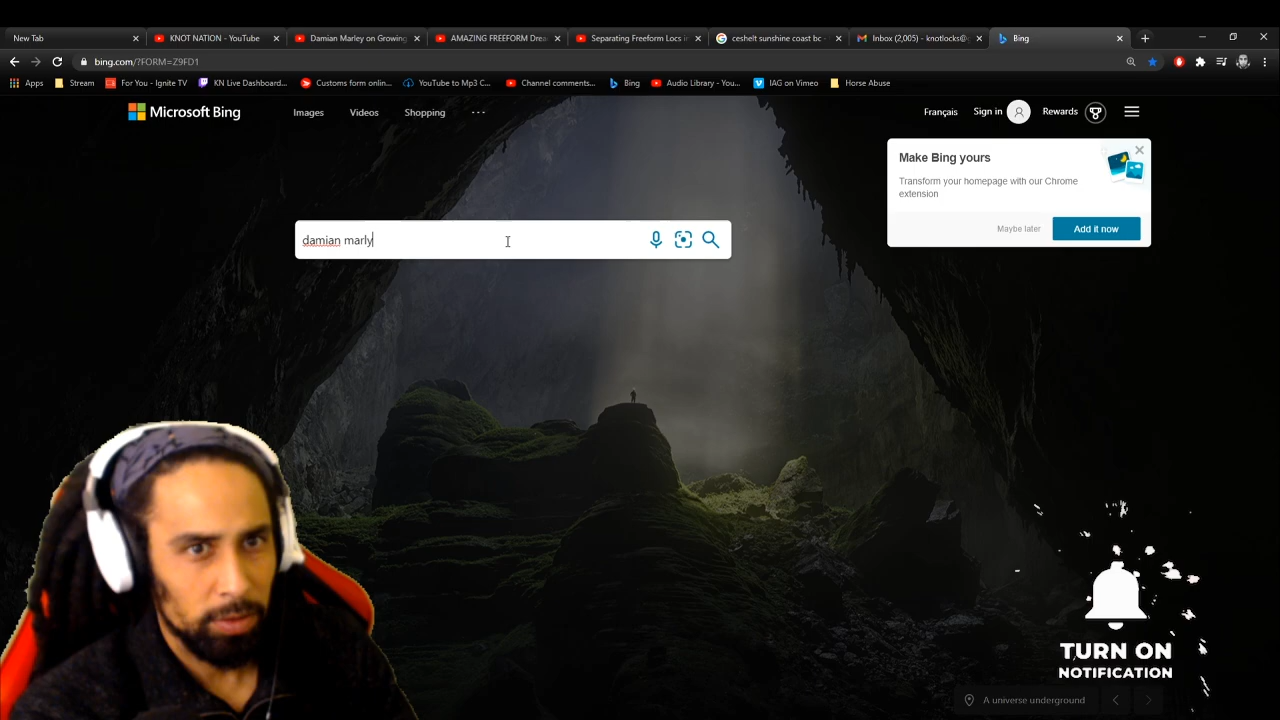 New Tab
KNOT NATION - YouTube
Damian Marley on Growing
AMAZING FREEFORM Drea
Separating Freeform Locs i
ceshelt sunshine coast bc -
Inbox (2,005) - knotlocks@g
Bing
bing.com/?FORM=Z9FD1
Apps
Stream
For You - Ignite TV
KN Live Dashboard...
Customs form onlin...
YouTube to Mp3 C...
Channel comments...
Bing
Audio Library - You...
IAG on Vimeo
Horse Abuse
Microsoft Bing
Images
Videos
Shopping
...
Français
Sign in
Rewards
Make Bing yours
Transform your homepage with our Chrome
extension
Maybe later
Add it now
damian marly
TURN ON
NOTIFICATION
A universe underground